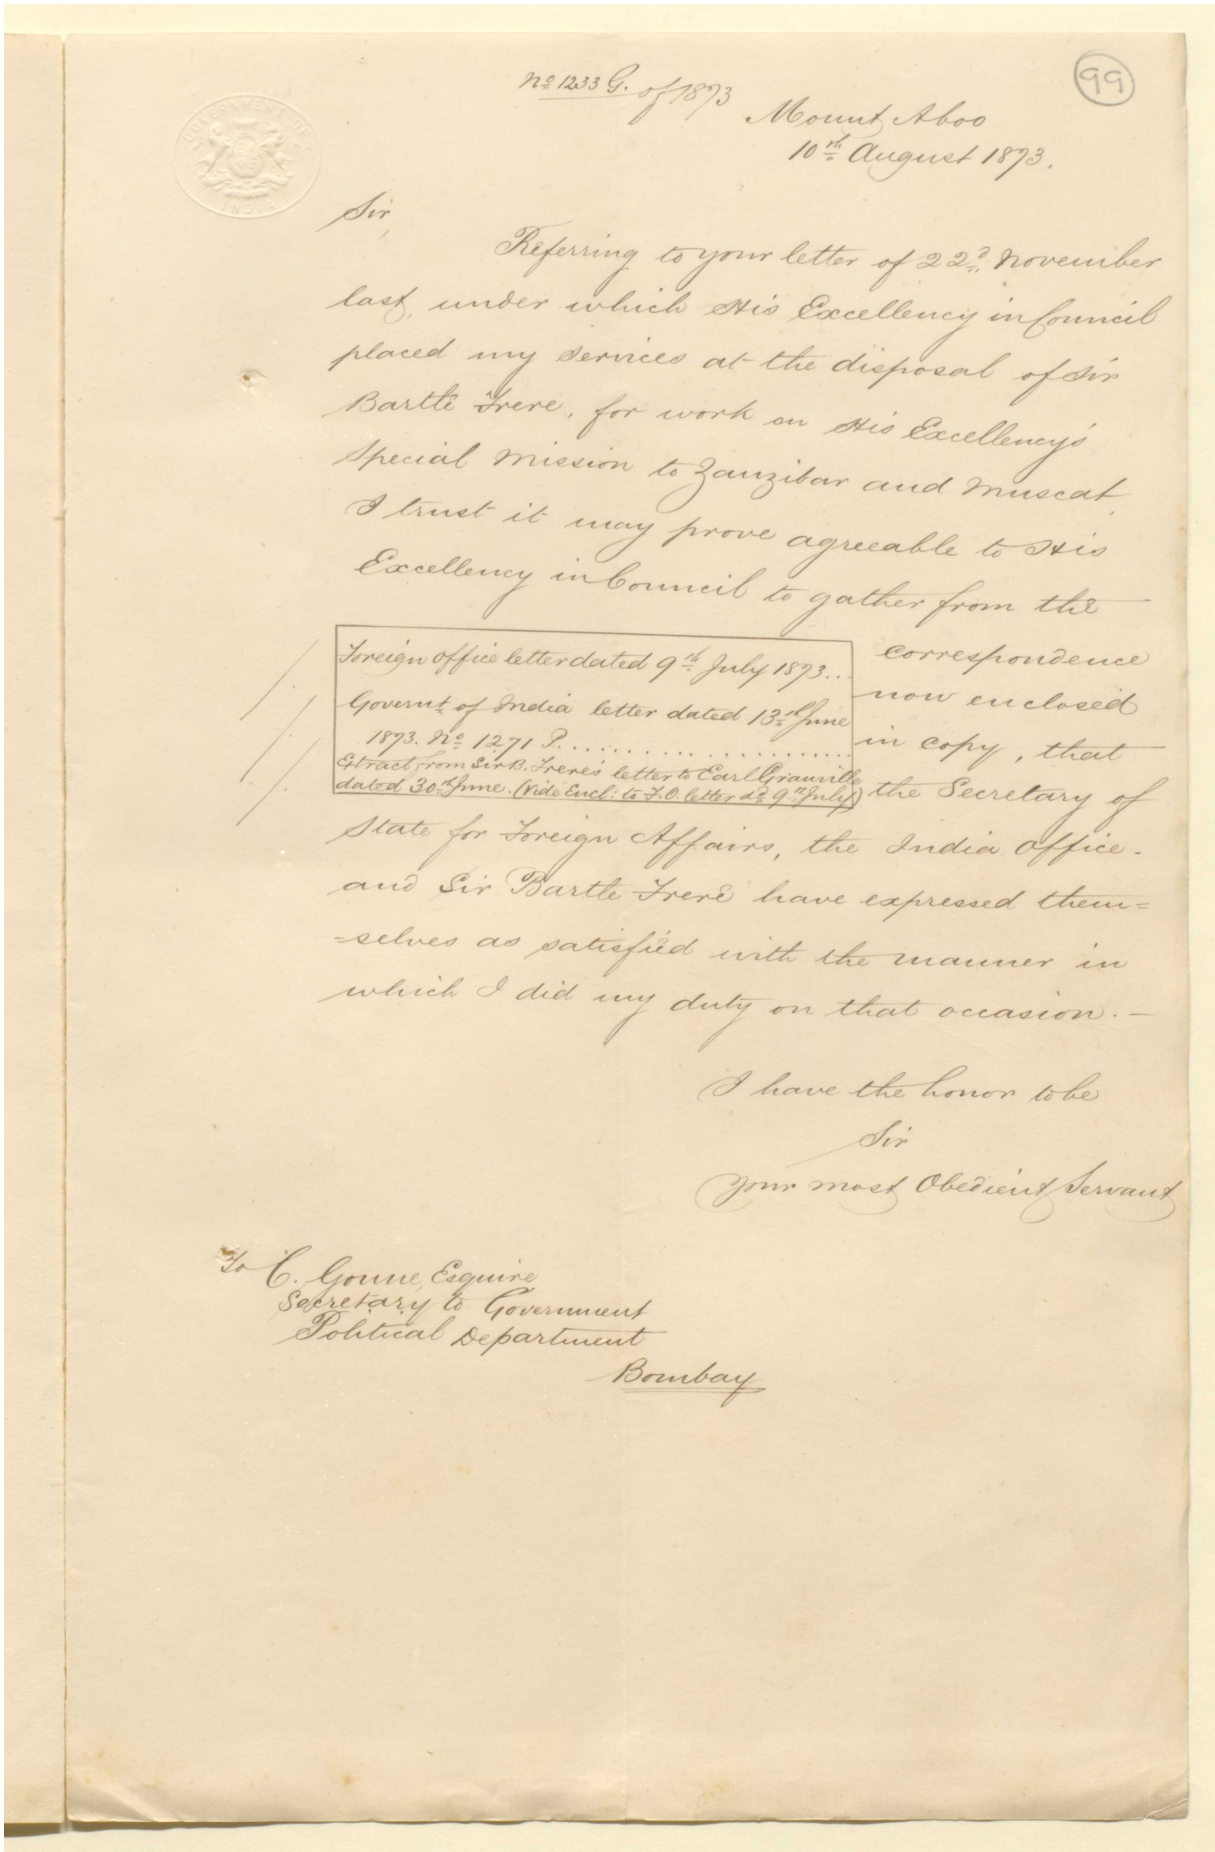 99
No 1233 G. of 1873
Mount Aboo
10th August 1873.
GOVERNMENT OF INDIA
Sir,
Referring to your letter of 22d November
last, under which His Excellency in Council
placed my services at the disposal of Sir
Bartle Frere, for work on His Excellency's
Special Mission to Zanzibar and Muscat,
I trust it may prove agreeable to His
Excellency in Council to gather from the
Foreign Office letter dated 9th July 1873...
Governt. of India letter dated 13th June
1873. No 1271 P....................
Extract from Sir B. Frere's letter to Earl Granville
dated 30th June. (Vide Encl: to F.O. letter dd. 9th July)
correspondence
now enclosed
in copy, that
the Secretary of
State for Foreign Affairs, the India Office -
and Sir Bartle Frere have expressed them=
=selves as satisfied with the manner in
which I did my duty on that occasion. -
I have the honor to be
Sir
Your most Obedient Servant
To C. Gonne, Esquire
Secretary to Government
Political Department
Bombay